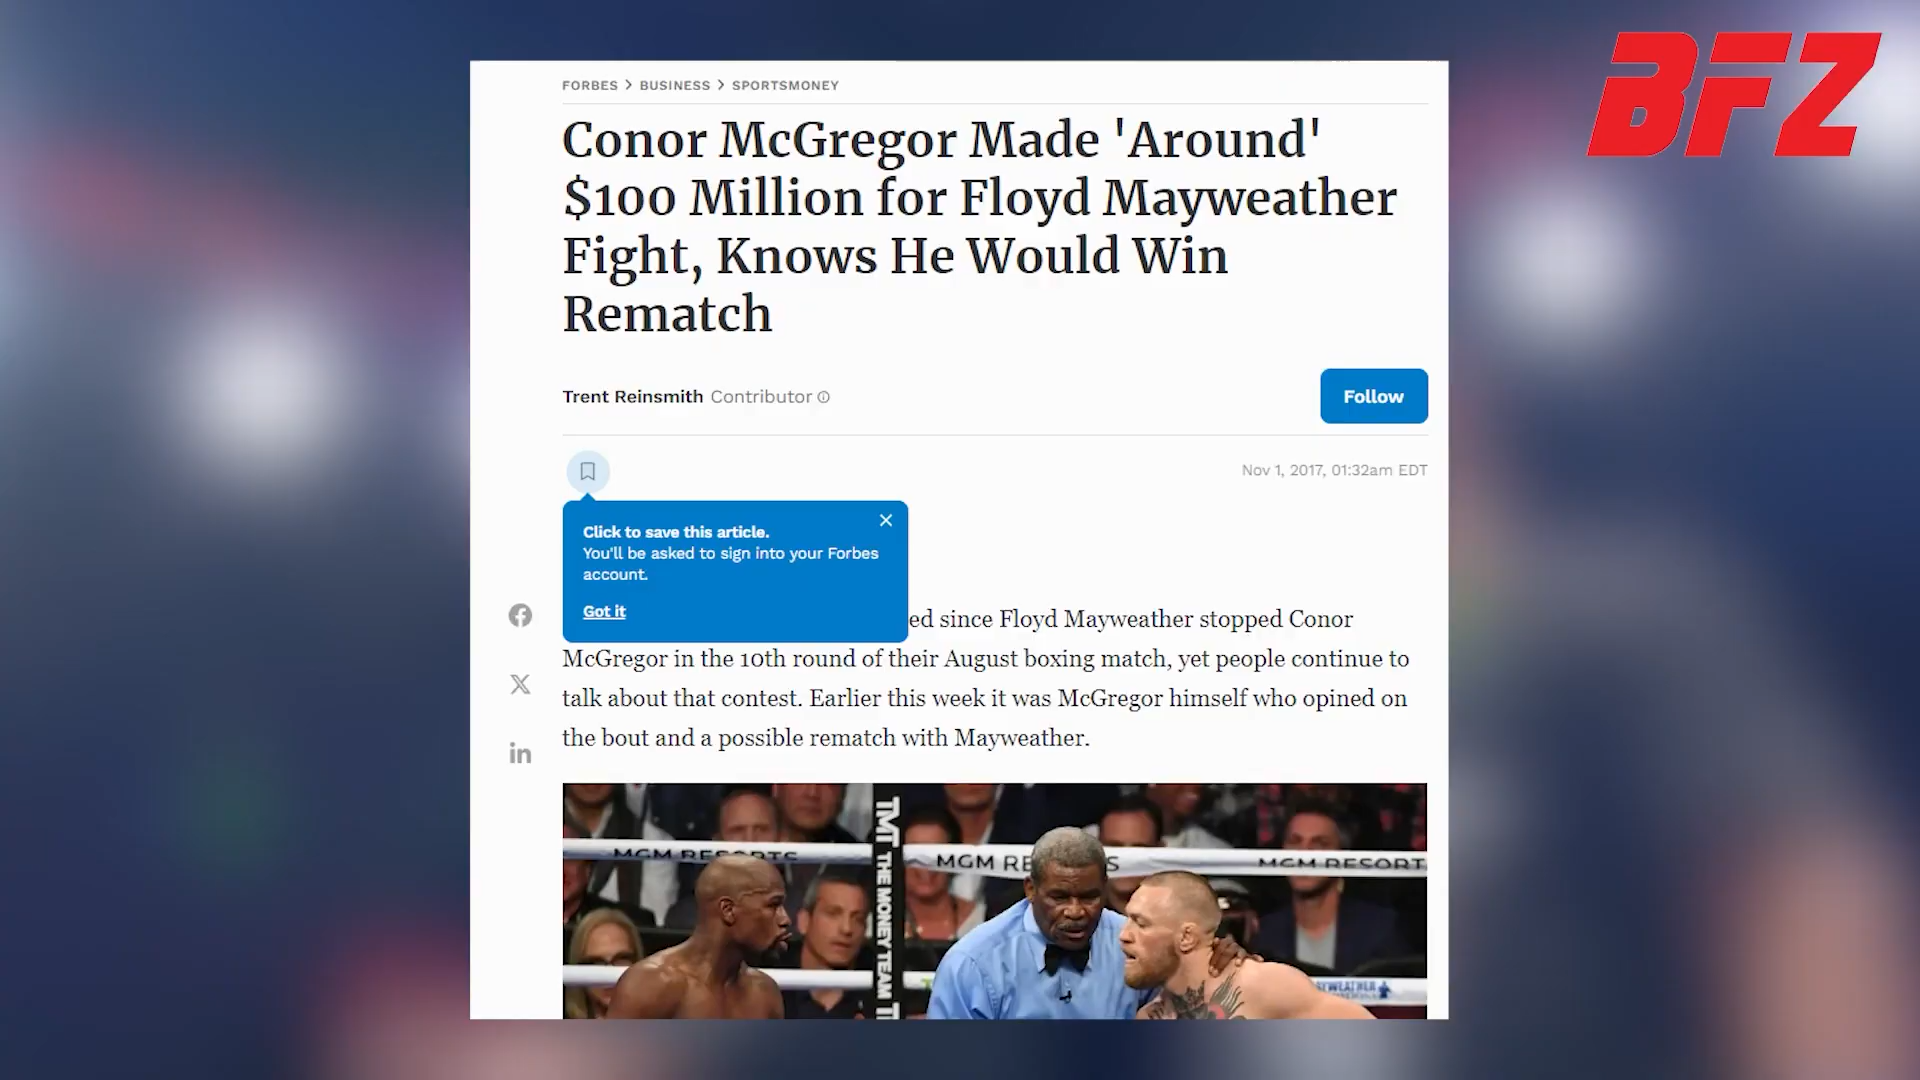 BFZ
FORBES > BUSINESS > SPORTSMONEY
Conor McGregor Made 'Around'
$100 Million for Floyd Mayweather
Fight, Knows He Would Win
Rematch
Trent Reinsmith Contributor
Follow
Nov 1, 2017, 01:32am EDT
Click to save this article.
You'll be asked to sign into your Forbes
account.
Got it
ed since Floyd Mayweather stopped Conor
McGregor in the 10th round of their August boxing match, yet people continue to
talk about that contest. Earlier this week it was McGregor himself who opined on
the bout and a possible rematch with Mayweather.
MGM RESORTS
MGM RE S
MGM RESORT
TMT THE MONEY TEAM T